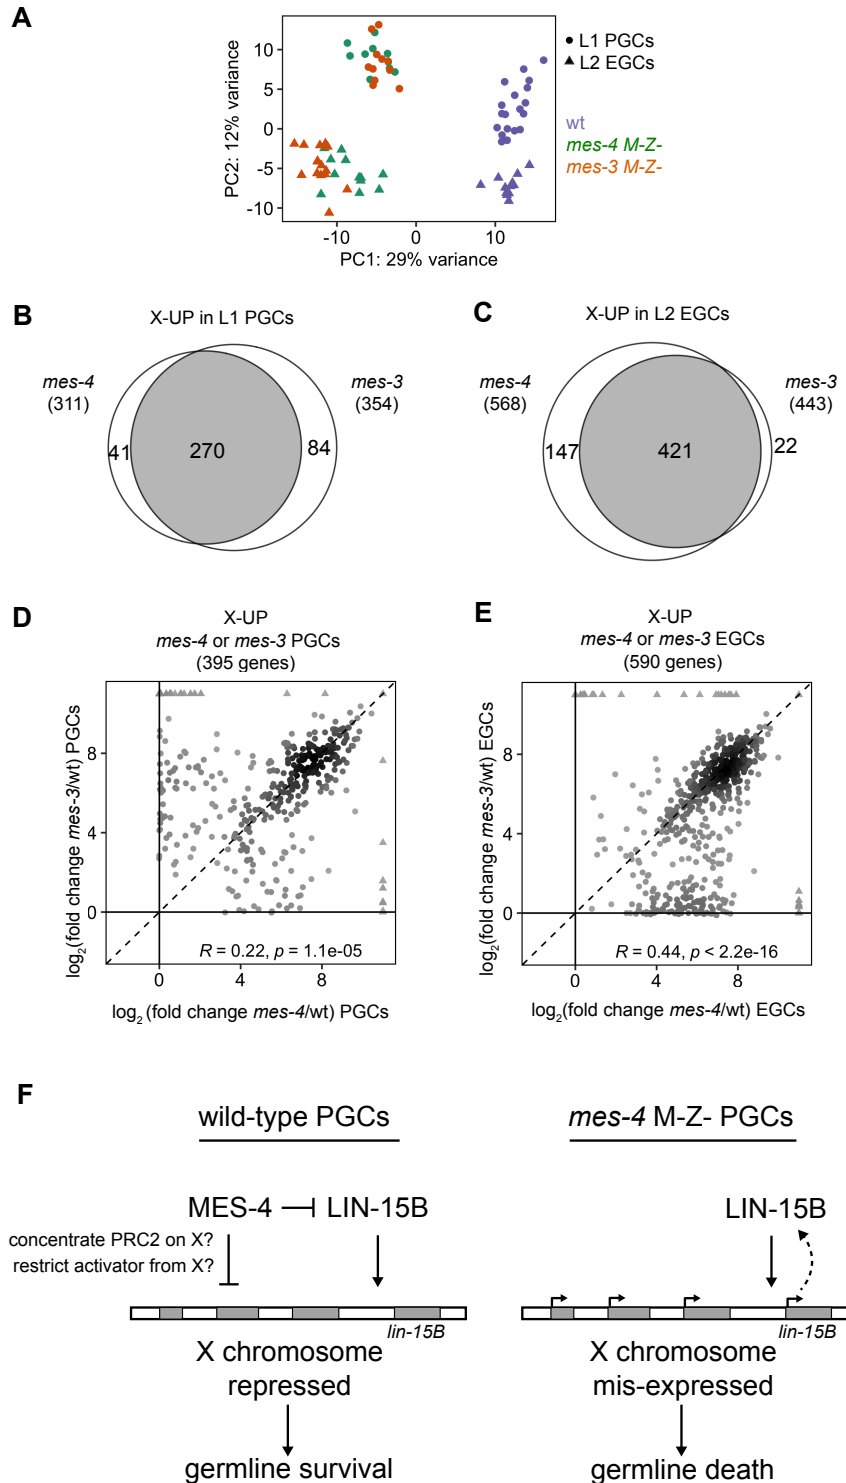 A
PC2: 12% variance
10
5
0
-5
-10
-10
0
10
PC1: 29% variance
L1 PGCs
L2 EGCs
wt
mes-4 M-Z-
mes-3 M-Z-
B
X-UP in L1 PGCs
mes-4
(311)
mes-3
(354)
41
270
84
C
X-UP in L2 EGCs
mes-4
(568)
mes-3
(443)
147
421
22
D
X-UP
mes-4 or mes-3 PGCs
(395 genes)
log2(fold change mes-3/wt) PGCs
8
4
0
R = 0.22, p = 1.1e-05
0
4
8
log2(fold change mes-4/wt) PGCs
E
X-UP
mes-4 or mes-3 EGCs
(590 genes)
log2(fold change mes-3/wt) EGCs
8
4
0
R = 0.44, p < 2.2e-16
0
4
8
log2(fold change mes-4/wt) EGCs
F
wild-type PGCs
MES-4
LIN-15B
concentrate PRC2 on X?
restrict activator from X?
lin-15B
X chromosome
repressed
germline survival
mes-4 M-Z- PGCs
LIN-15B
lin-15B
X chromosome
mis-expressed
germline death